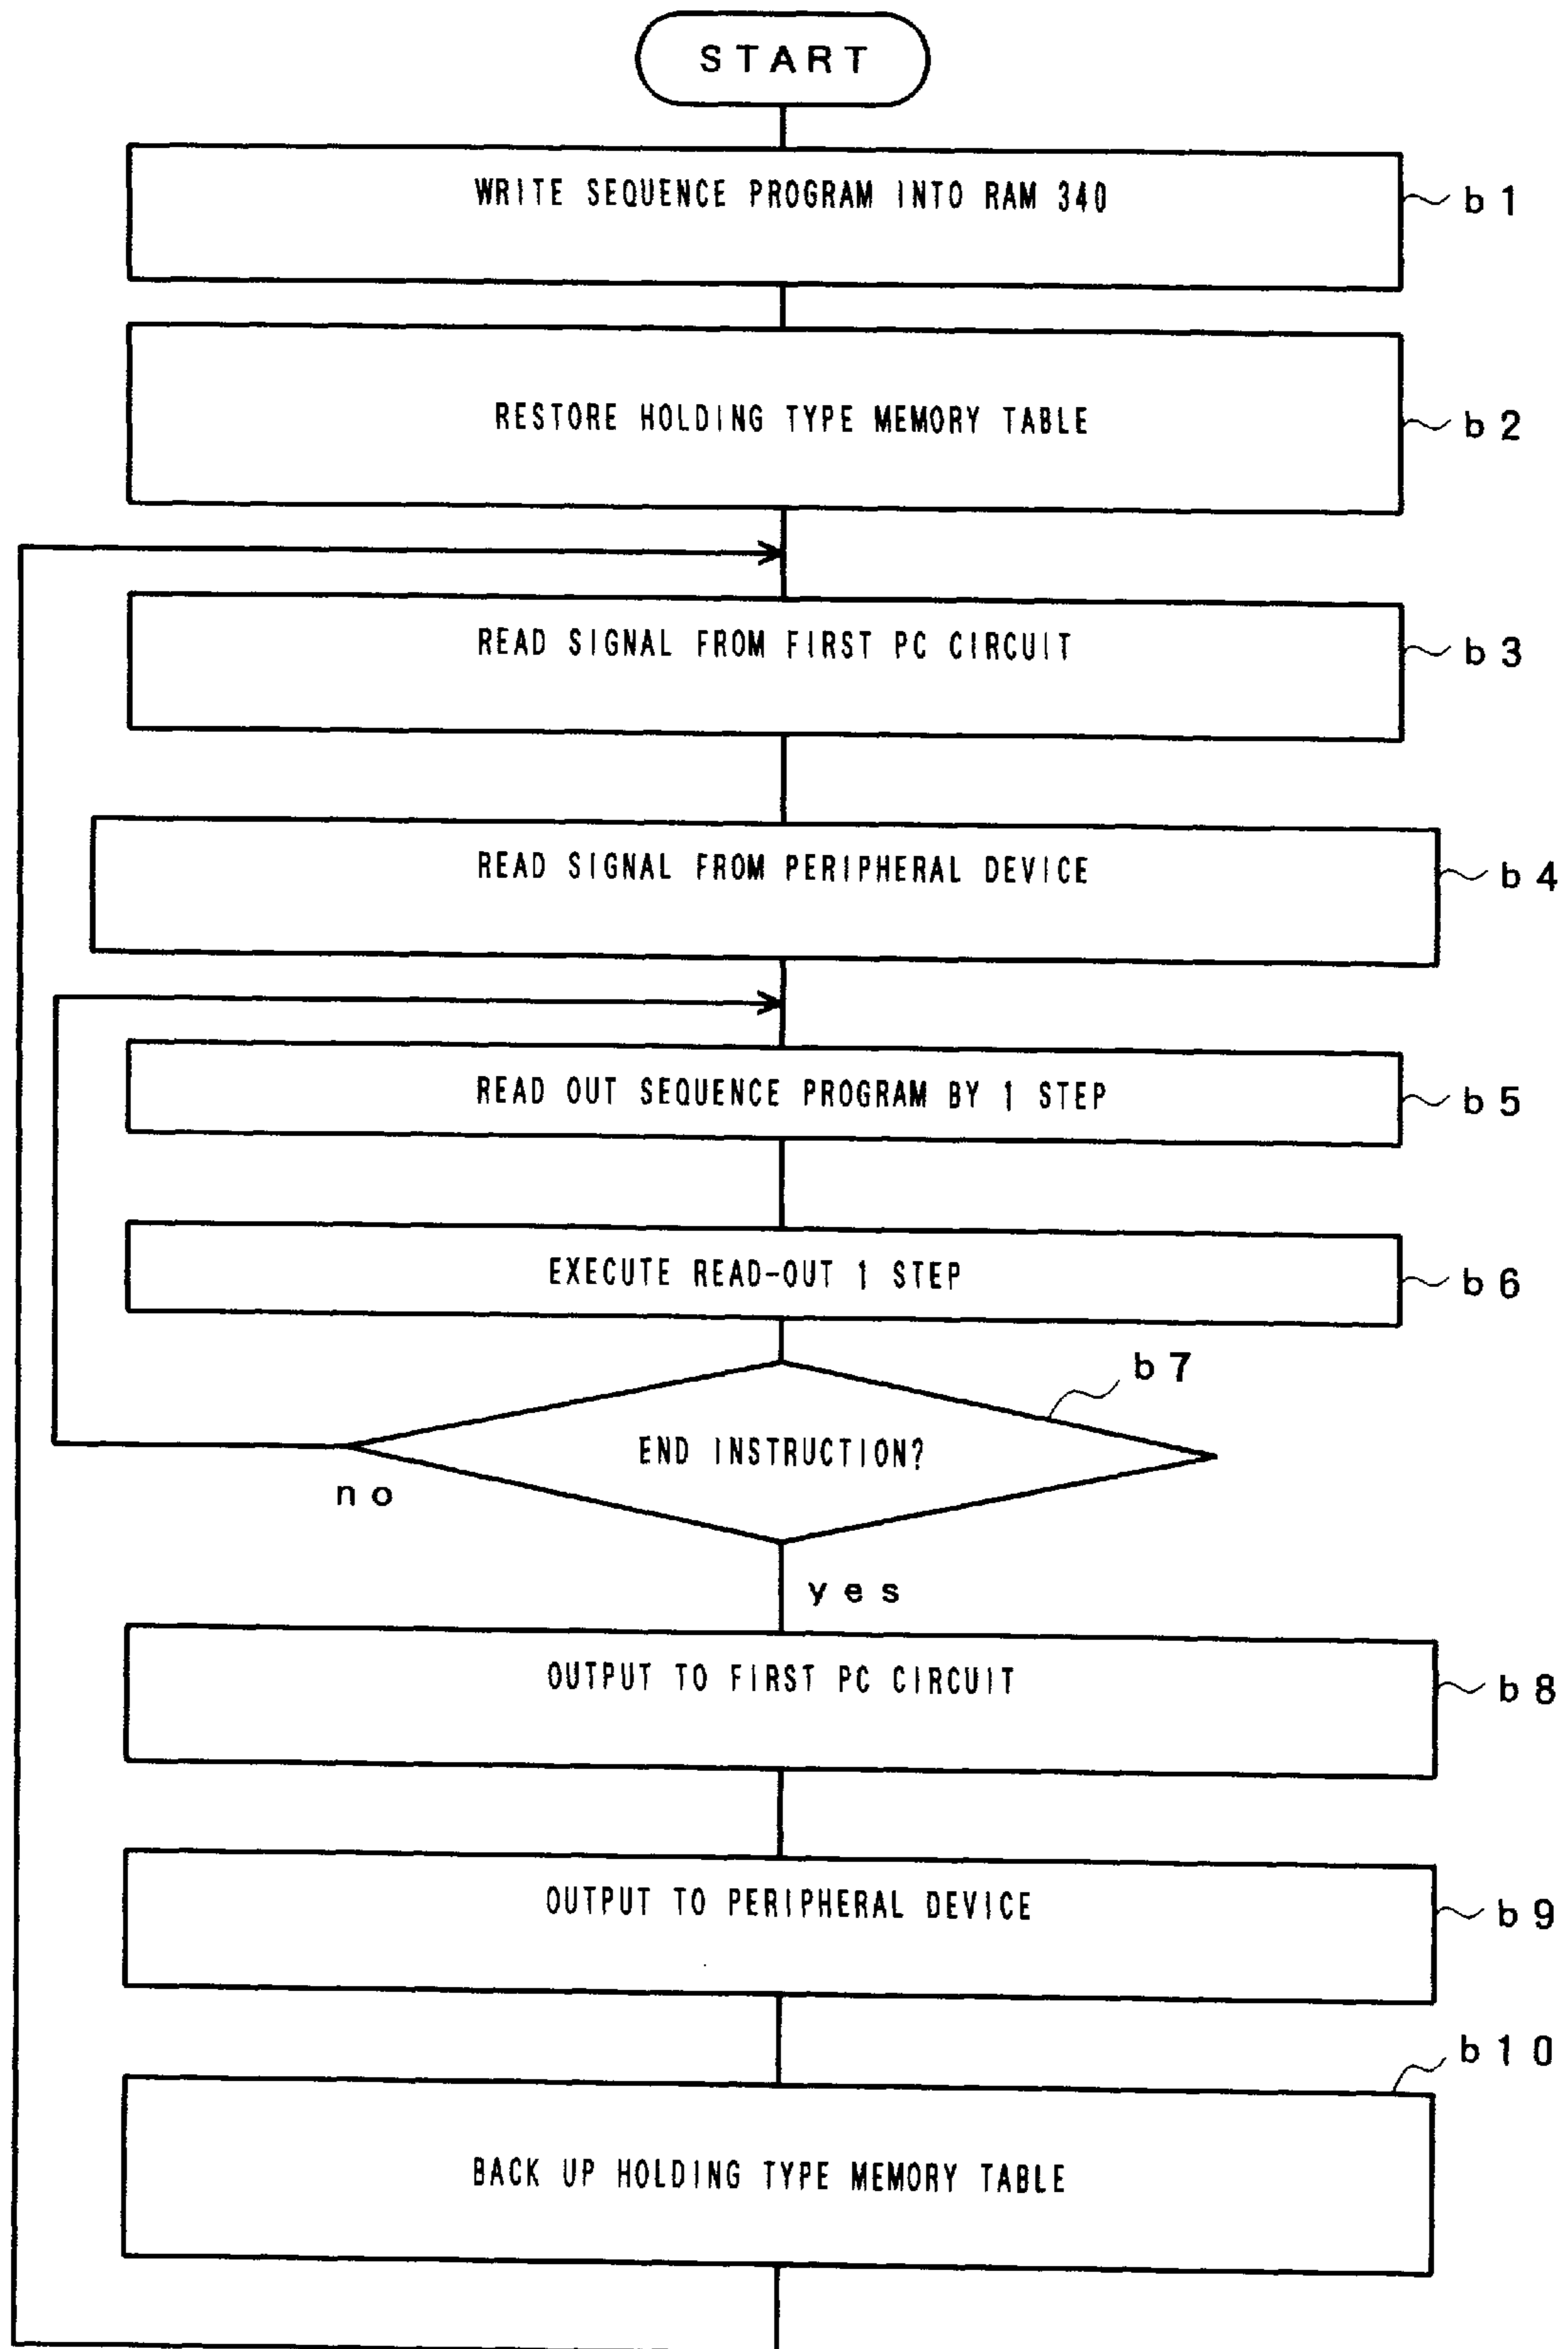 START
WRITE SEQUENCE PROGRAM INTO RAM 340
b1
RESTORE HOLDING TYPE MEMORY TABLE
b2
READ SIGNAL FROM FIRST PC CIRCUIT
b3
READ SIGNAL FROM PERIPHERAL DEVICE
b4
READ OUT SEQUENCE PROGRAM BY 1 STEP
b5
EXECUTE READ-OUT 1 STEP
b6
b7
END INSTRUCTION?
no
yes
OUTPUT TO FIRST PC CIRCUIT
b8
OUTPUT TO PERIPHERAL DEVICE
b9
b10
BACK UP HOLDING TYPE MEMORY TABLE